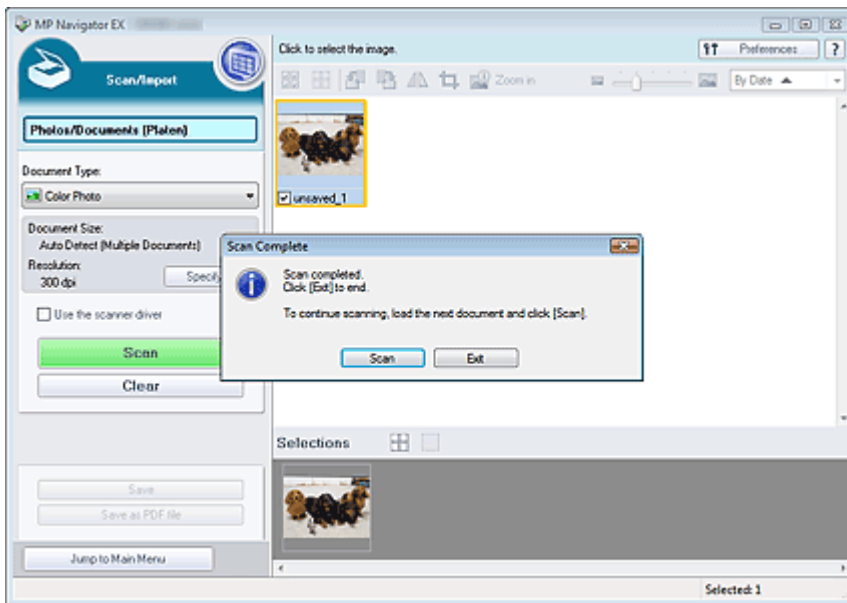 MP Navigator EX
Scan/Import
Click to select the image.
Preferences
?
Zoom in
By Date
Photos/Documents (Platen)
Document Type:
Color Photo
unsaved_1
Document Size:
Auto Detect (Multiple Documents)
Resolution:
300 dpi
Specify
Use the scanner driver
Scan
Clear
Scan Complete
Scan completed.
Click [Exit] to end.
To continue scanning, load the next document and click [Scan].
Scan
Exit
Selections
Save
Save as PDF file
Jump to Main Menu
Selected: 1